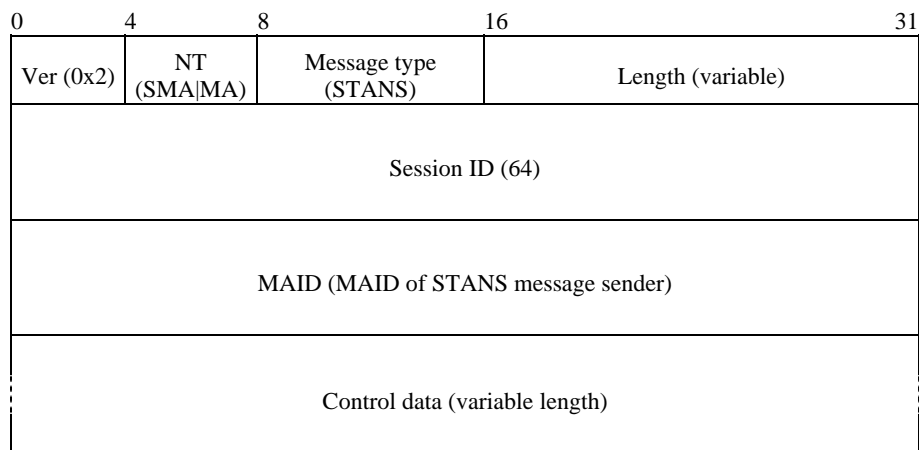 0 4 8 16 31
Ver (0x2) NT (SMA|MA) Message type (STANS) Length (variable)
Session ID (64)
MAID (MAID of STANS message sender)
Control data (variable length)